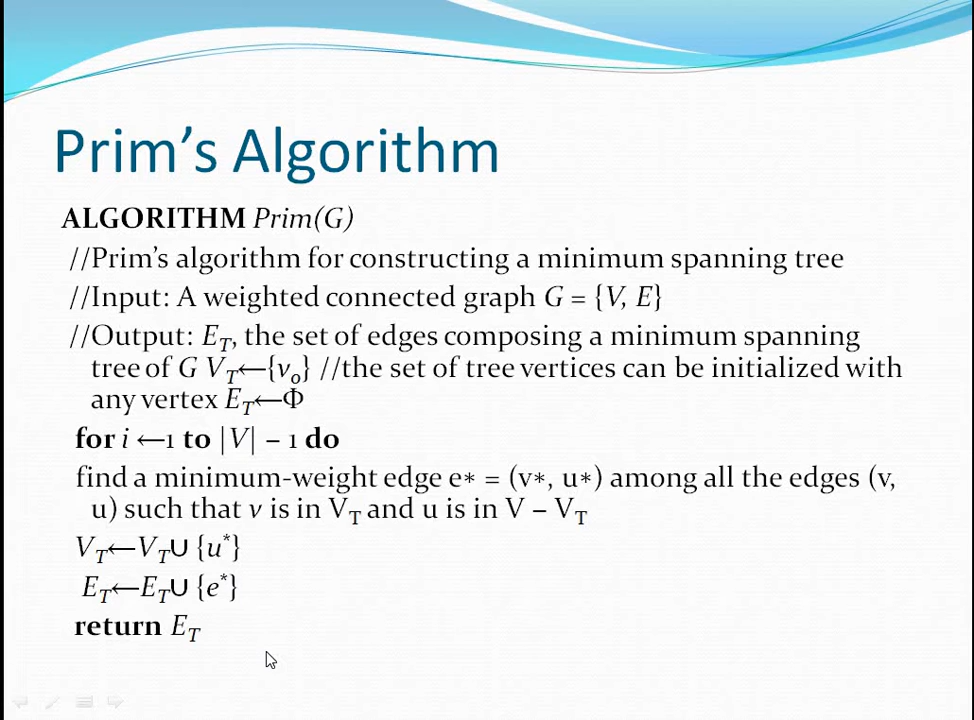 Prim’s Algorithm
ALGORITHM Prim(G)
//Prim’s algorithm for constructing a minimum spanning tree
//Input: A weighted connected graph G = {V, E}
//Output: E_T, the set of edges composing a minimum spanning
tree of G V_T←{v₀} //the set of tree vertices can be initialized with
any vertex E_T←Φ
for i ←1 to |V| – 1 do
find a minimum-weight edge e* = (v*, u*) among all the edges (v,
u) such that v is in V_T and u is in V – V_T
V_T←V_T∪ {u*}
E_T←E_T∪ {e*}
return E_T